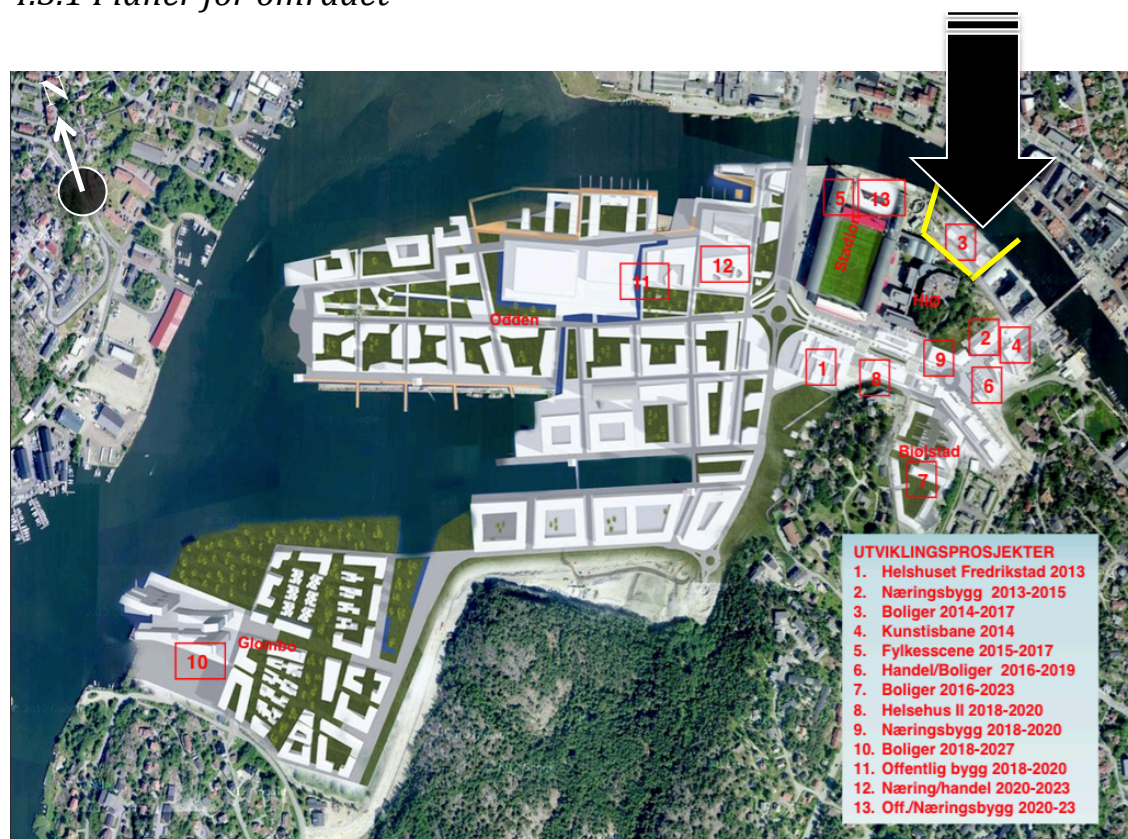 4.3.1 Planer for området
N
5
13
Stadion
3
HIØ
11
12
Odden
1
8
9
2
4
6
Bjølstad
7
Glombo
10
UTVIKLINGSPROSJEKTER
1. Helshuset Fredrikstad 2013
2. Næringsbygg 2013-2015
3. Boliger 2014-2017
4. Kunstisbane 2014
5. Fylkesscene 2015-2017
6. Handel/Boliger 2016-2019
7. Boliger 2016-2023
8. Helsehus II 2018-2020
9. Næringsbygg 2018-2020
10. Boliger 2018-2027
11. Offentlig bygg 2018-2020
12. Næring/handel 2020-2023
13. Off./Næringsbygg 2020-23